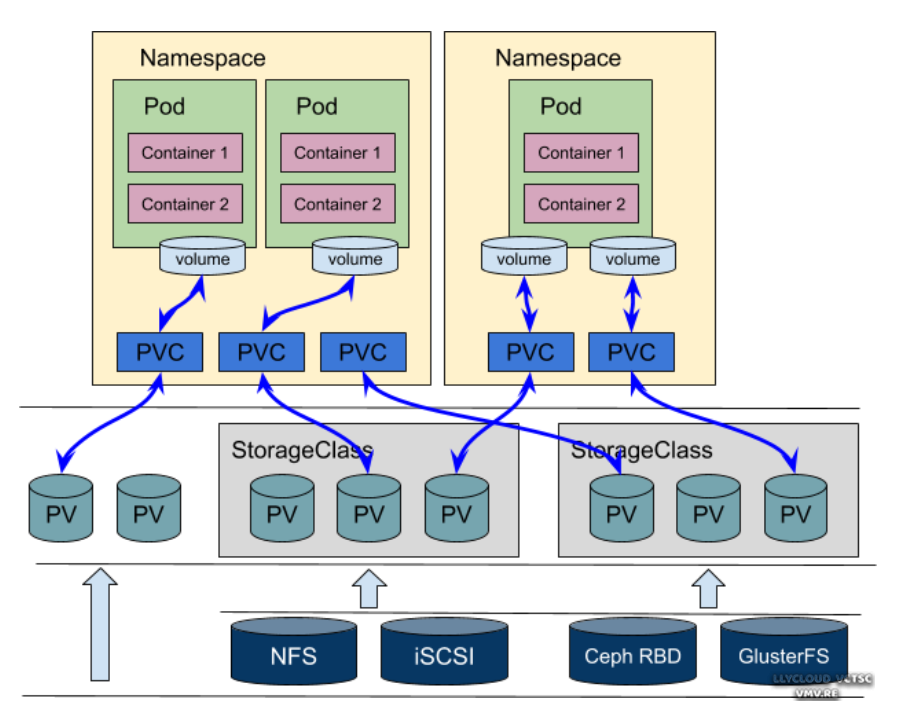 Namespace
Namespace
Pod
Pod
Pod
Container 1
Container 1
Container 1
Container 2
Container 2
Container 2
volume
volume
volume
volume
PVC
PVC
PVC
PVC
PVC
StorageClass
StorageClass
PV
PV
PV
PV
PV
PV
PV
PV
NFS
iSCSI
Ceph RBD
GlusterFS
VMV.RE